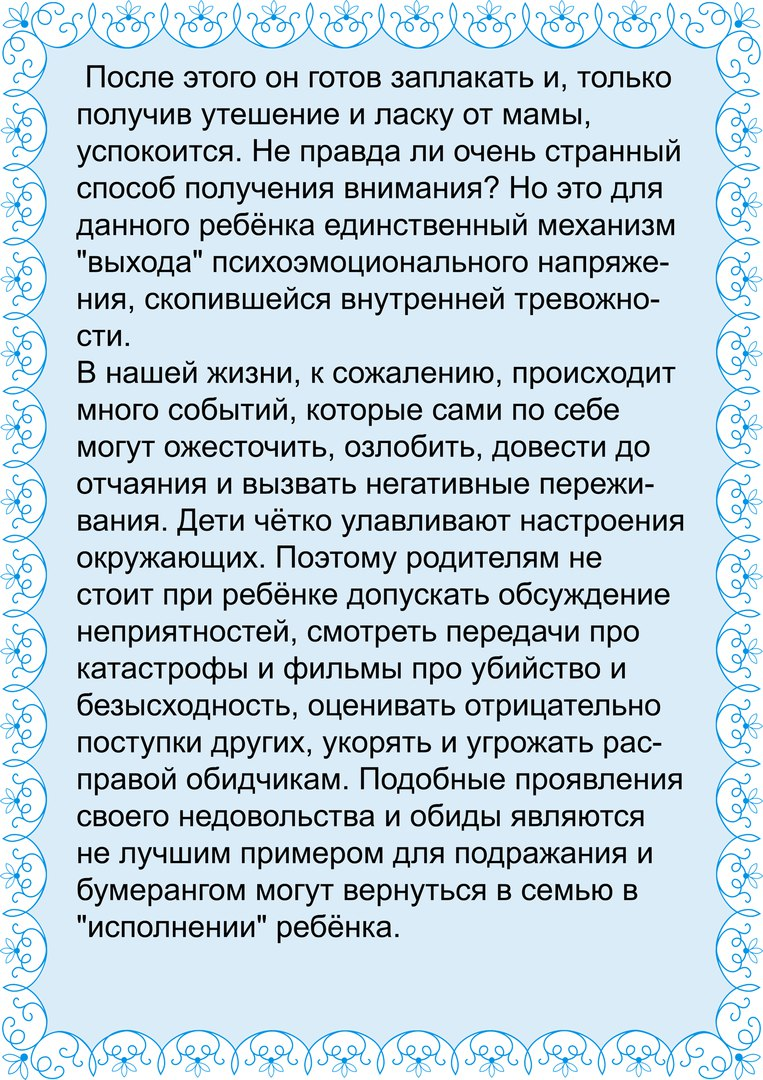 После этого он готов заплакать и, только
получив утешение и ласку от мамы,
успокоится. Не правда ли очень странный
способ получения внимания? Но это для
данного ребёнка единственный механизм
"выхода" психоэмоционального напряже-
ния, скопившейся внутренней тревожно-
сти.
В нашей жизни, к сожалению, происходит
много событий, которые сами по себе
могут ожесточить, озлобить, довести до
отчаяния и вызвать негативные пережи-
вания. Дети чётко улавливают настроения
окружающих. Поэтому родителям не
стоит при ребёнке допускать обсуждение
неприятностей, смотреть передачи про
катастрофы и фильмы про убийство и
безысходность, оценивать отрицательно
поступки других, укорять и угрожать рас-
правой обидчикам. Подобные проявления
своего недовольства и обиды являются
не лучшим примером для подражания и
бумерангом могут вернуться в семью в
"исполнении" ребёнка.